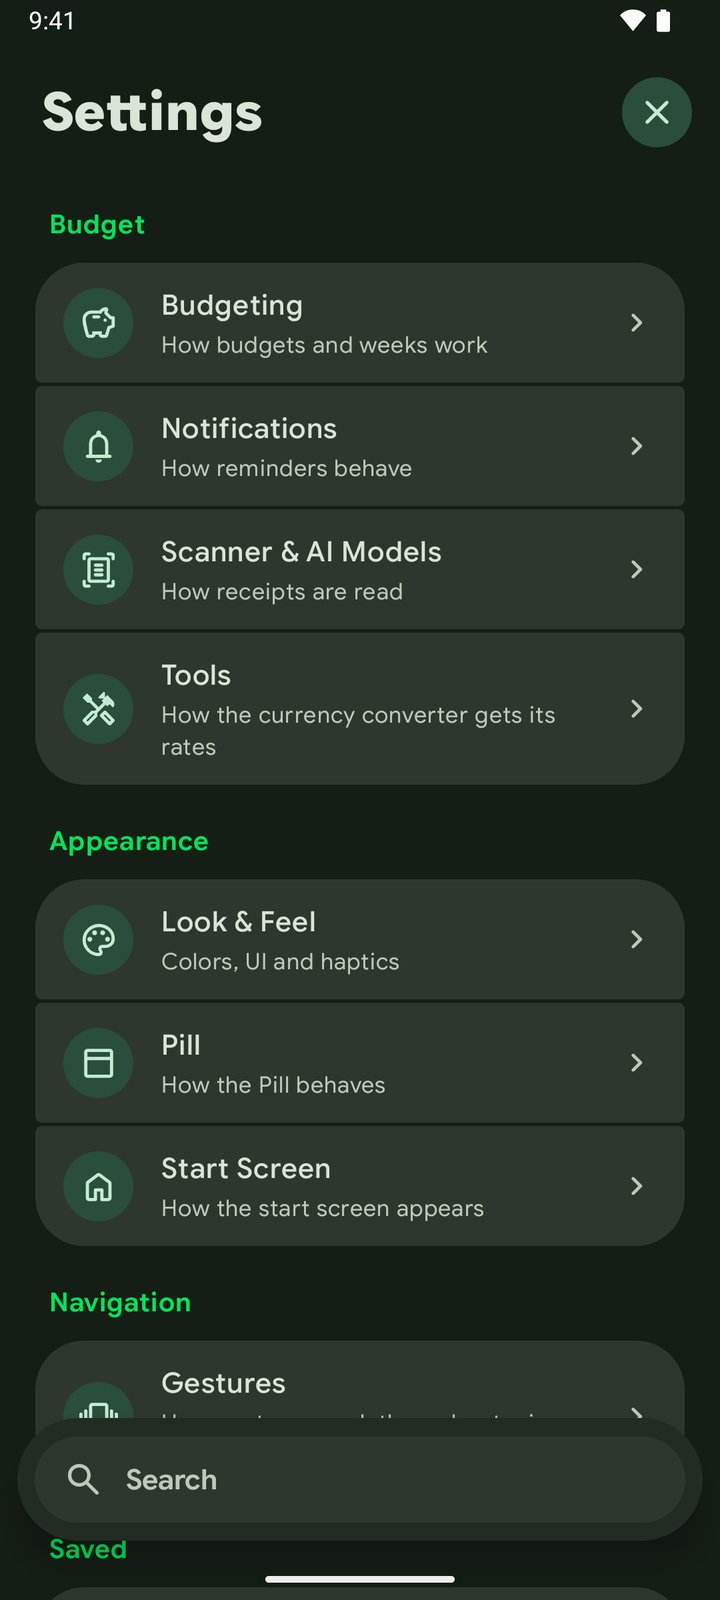 9:41
Settings
Budget
Budgeting
How budgets and weeks work
Notifications
How reminders behave
Scanner & AI Models
How receipts are read
Tools
How the currency converter gets its
rates
Appearance
Look & Feel
Colors, UI and haptics
Pill
How the Pill behaves
Start Screen
How the start screen appears
Navigation
Gestures
Search
Saved